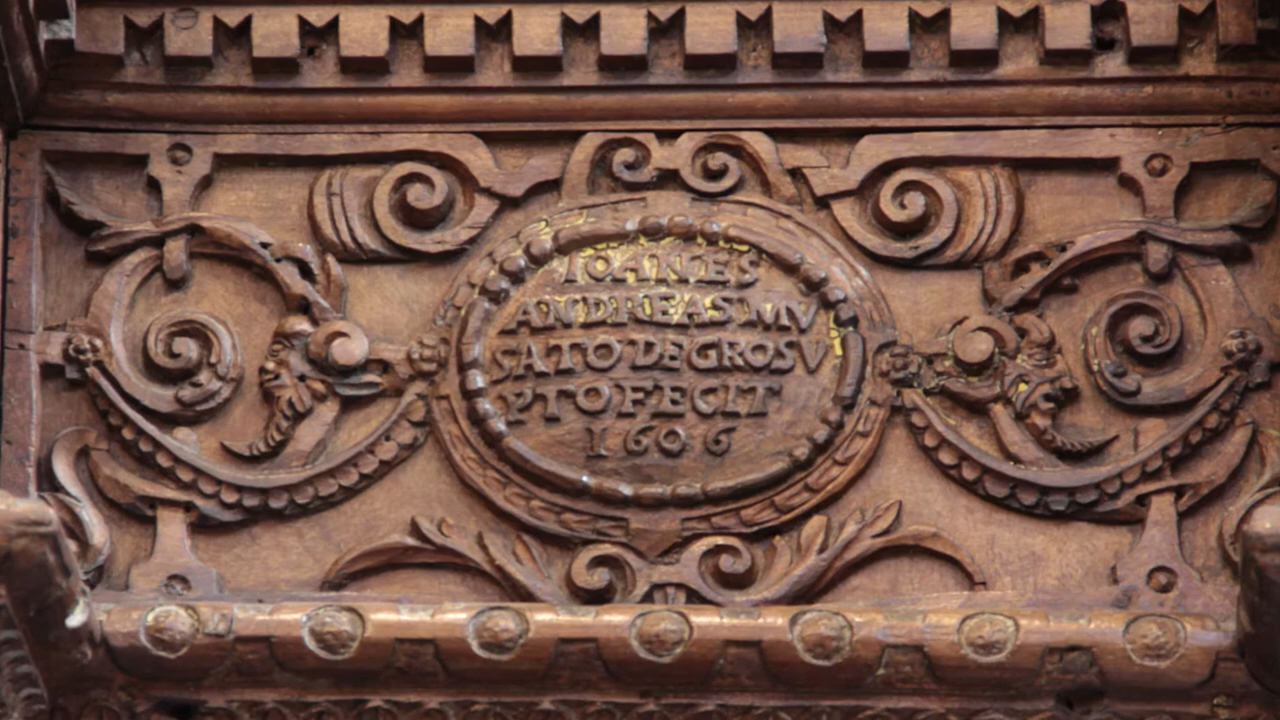 IOANES
ANDREAS MV
SATO DE GROSV
PTO FECIT
1606